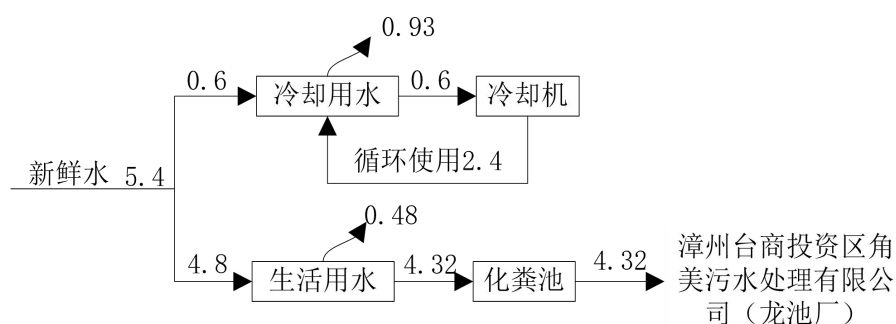 0.93
0.6
冷却用水
0.6
冷却机
循环使用2.4
新鲜水 5.4
0.48
4.8
生活用水
4.32
化粪池
4.32
漳州台商投资区角
美污水处理有限公
司（龙池厂）